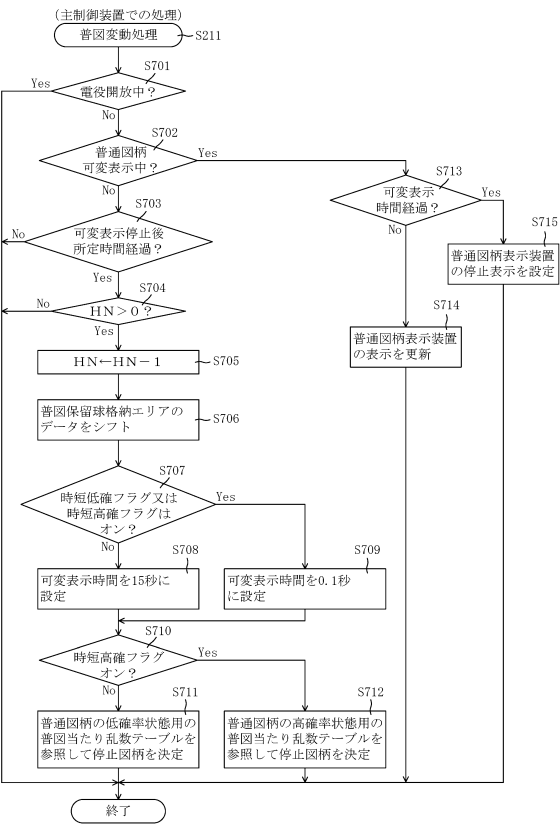 (主制御装置での処理)
普図変動処理
S211
S701
Yes
電役開放中？
No
S702
普通図柄
可変表示中？
Yes
No
S703
可変表示停止後
所定時間経過？
No
Yes
S704
No
ＨＮ＞０？
Yes
ＨＮ←ＨＮ－１
S705
普図保留球格納エリアの
データをシフト
S706
S707
時短低確フラグ又は
時短高確フラグは
オン？
Yes
No
S708
可変表示時間を15秒に
設定
S709
可変表示時間を0.1秒
に設定
S710
時短高確フラグ
オン？
Yes
No
S711
普通図柄の低確率状態用の
普図当たり乱数テーブルを
参照して停止図柄を決定
S712
普通図柄の高確率状態用の
普図当たり乱数テーブルを
参照して停止図柄を決定
S713
可変表示
時間経過？
Yes
No
S715
普通図柄表示装置
の停止表示を設定
S714
普通図柄表示装置
の表示を更新
終了